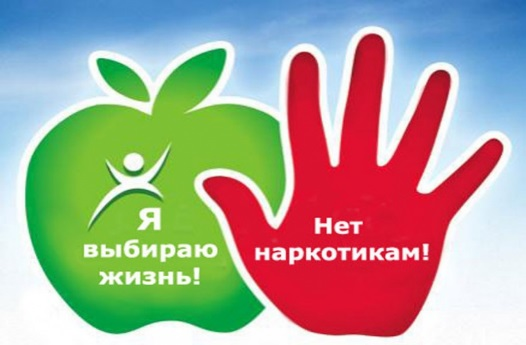 Я
выбираю
жизнь!
Нет
наркотикам!